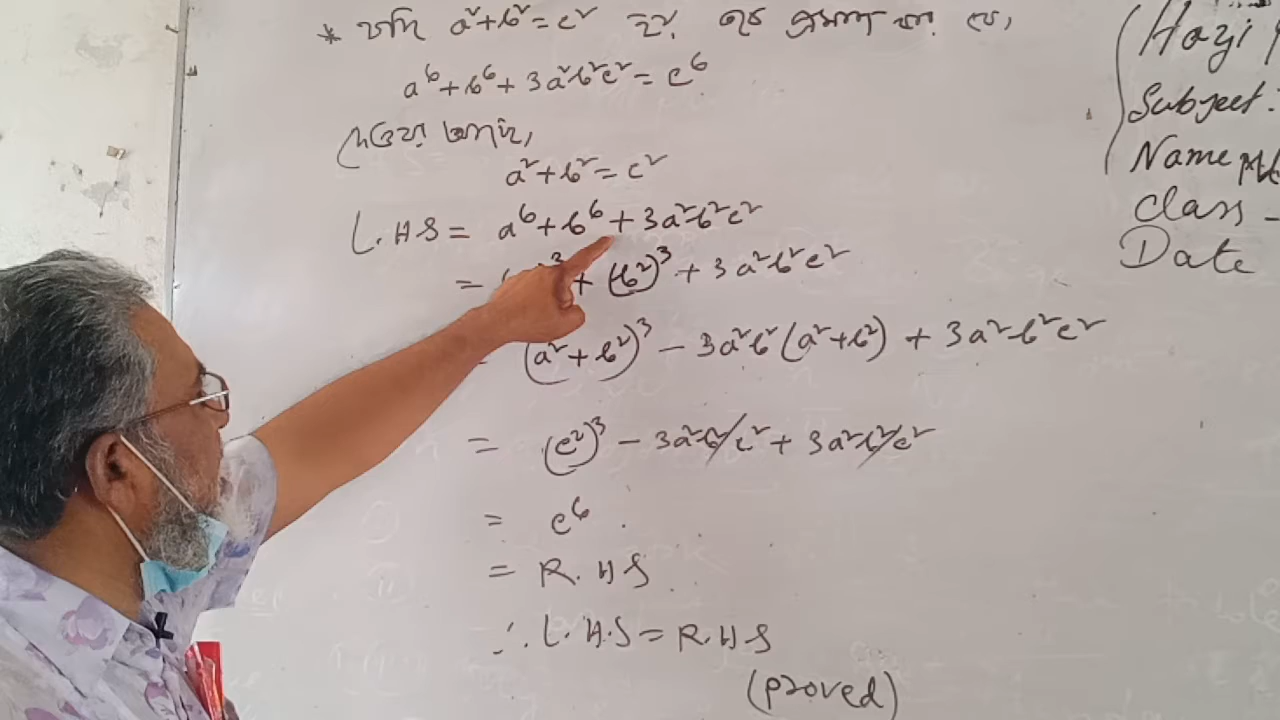 * যদি a²+b²=c² হয়, তবে প্রমাণ কর যে,
a⁶+b⁶+3a²b²c²=c⁶
দেওয়া আছে,
a²+b²=c²
L.HS = a⁶+b⁶+3a²b²c²
= ³+(b²)³+3a²b²c²
(a²+b²)³-3a²b²(a²+b²)+3a²b²c²
= (c²)³-3a²b²c²+3a²b²c²
= c⁶.
= R.HS
∴ L.H.S=R.HS
(proved)
(Hazi
Subject:
Name
Class -
Date